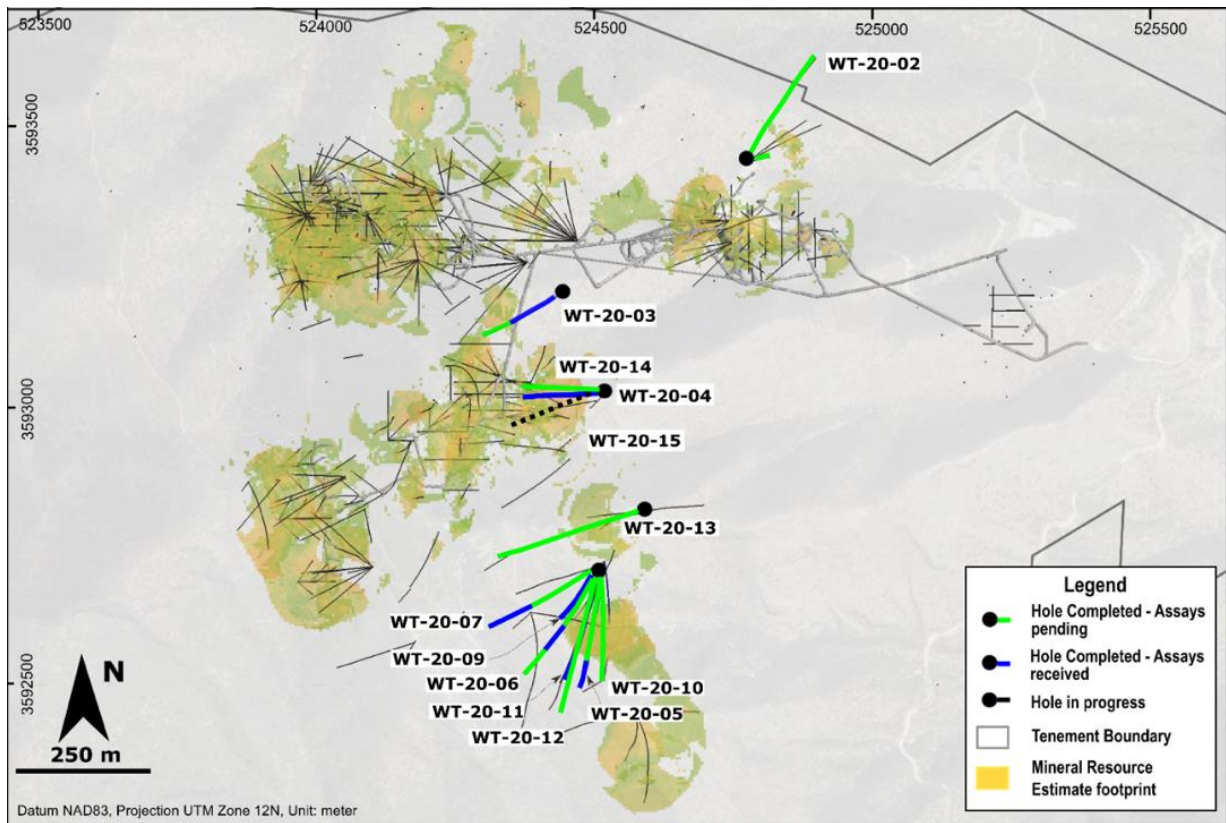 523500
524000
524500
525000
525500
3593500
3593000
3592500
WT-20-02
WT-20-03
WT-20-14
WT-20-04
WT-20-15
WT-20-13
WT-20-07
WT-20-09
WT-20-06
WT-20-10
WT-20-11
WT-20-05
WT-20-12
N
250 m
Legend
Hole Completed - Assays
pending
Hole Completed - Assays
received
Hole in progress
Tenement Boundary
Mineral Resource
Estimate footprint
Datum NAD83, Projection UTM Zone 12N, Unit: meter